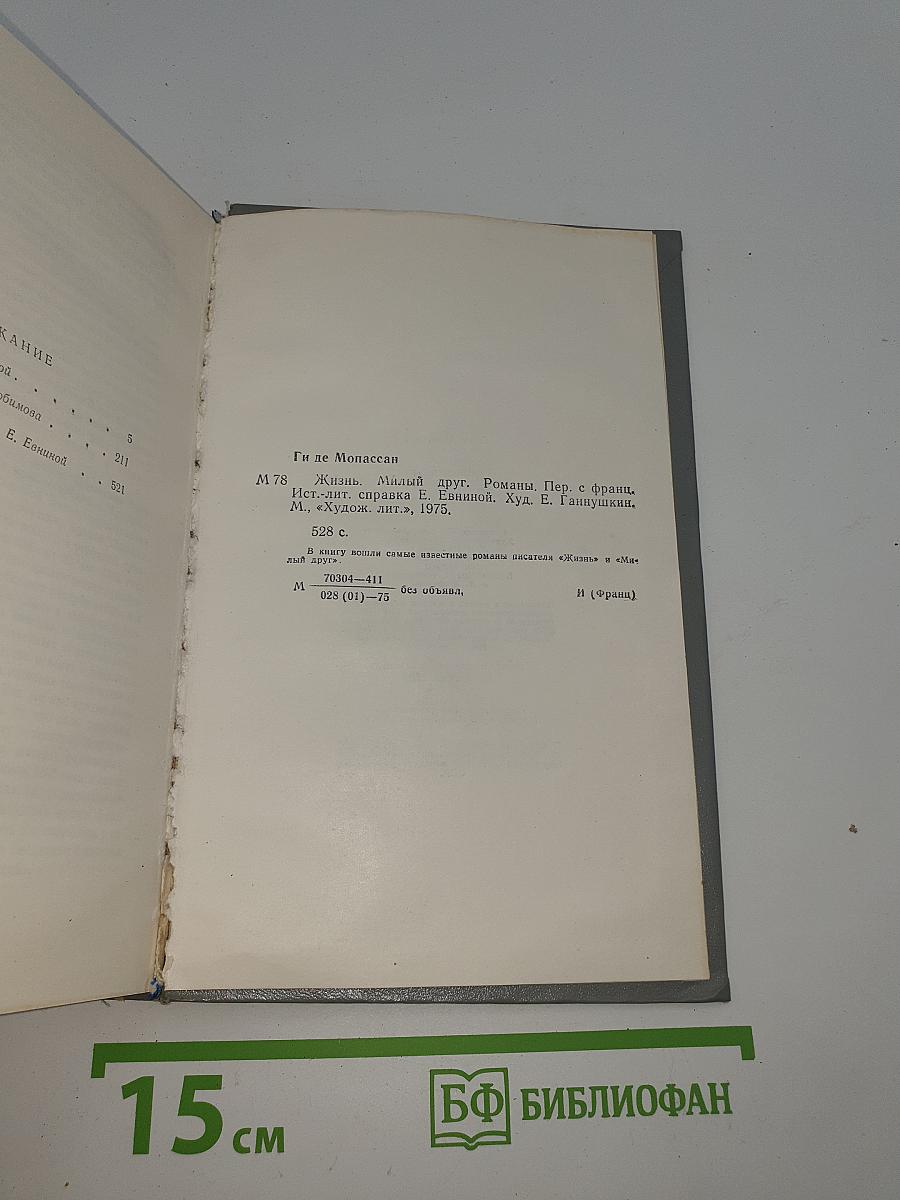 КАНИЕ
ой. . . . . . 5
юбимова . . . . 211
Е. Евниной . . 521
Ги де Мопассан
М 78 Жизнь. Милый друг. Романы. Пер. с франц.
Ист.-лит. справка Е. Евниной. Худ. Е. Ганнушкин.
М., «Худож. лит.», 1975.
528 с.
В книгу вошли самые известные романы писателя «Жизнь» и «Ми-
лый друг».
М 70304—411
028 (01)—75 без объявл. И (Франц)
15 см
БФ БИБЛИОФАН